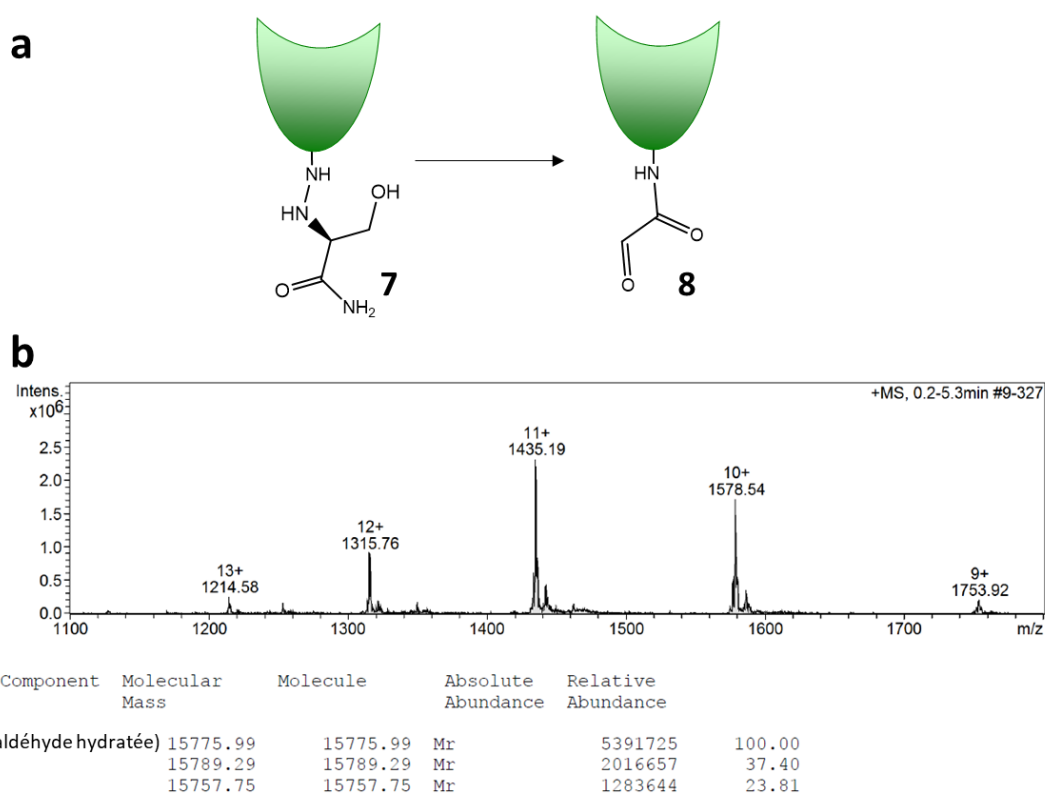 a
NH
HN
OH
O
NH2
7
HN
O
O
8
b
Intens.
x106
+MS, 0.2-5.3min #9-327
2.5
2.0
1.5
1.0
0.5
0.0
13+
1214.58
12+
1315.76
11+
1435.19
10+
1578.54
9+
1753.92
1100 1200 1300 1400 1500 1600 1700 m/z
Component Molecular Molecule Absolute Relative
Mass Abundance Abundance
aldéhyde hydratée) 15775.99 15775.99 Mr 5391725 100.00
15789.29 15789.29 Mr 2016657 37.40
15757.75 15757.75 Mr 1283644 23.81